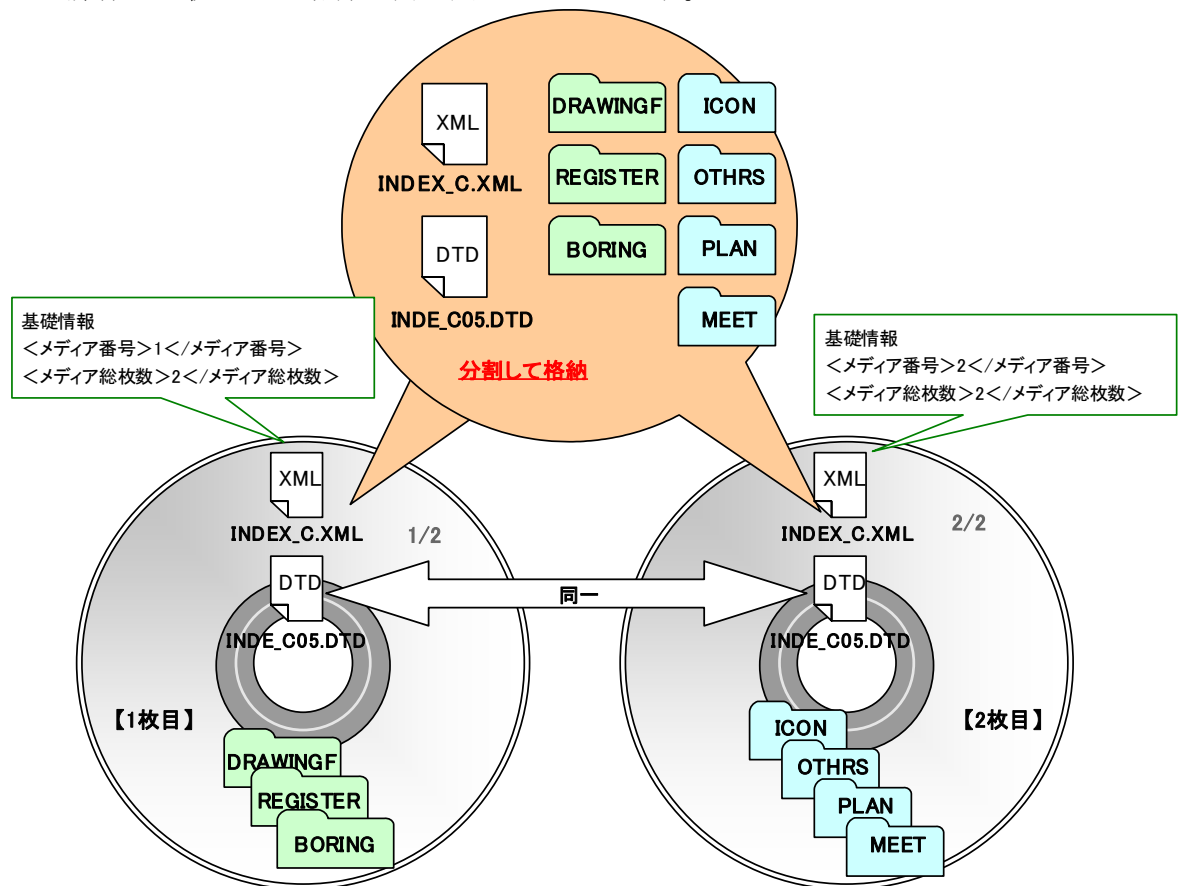 XML
INDEX_C.XML
DTD
INDE_C05.DTD
DRAWINGF
REGISTER
BORING
ICON
OTHRS
PLAN
MEET
分割して格納
基礎情報
<メディア番号>1</メディア番号>
<メディア総枚数>2</メディア総枚数>
基礎情報
<メディア番号>2</メディア番号>
<メディア総枚数>2</メディア総枚数>
XML
INDEX_C.XML
1/2
DTD
INDE_C05.DTD
【1枚目】
DRAWINGF
REGISTER
BORING
同一
XML
INDEX_C.XML
2/2
DTD
INDE_C05.DTD
【2枚目】
ICON
OTHRS
PLAN
MEET